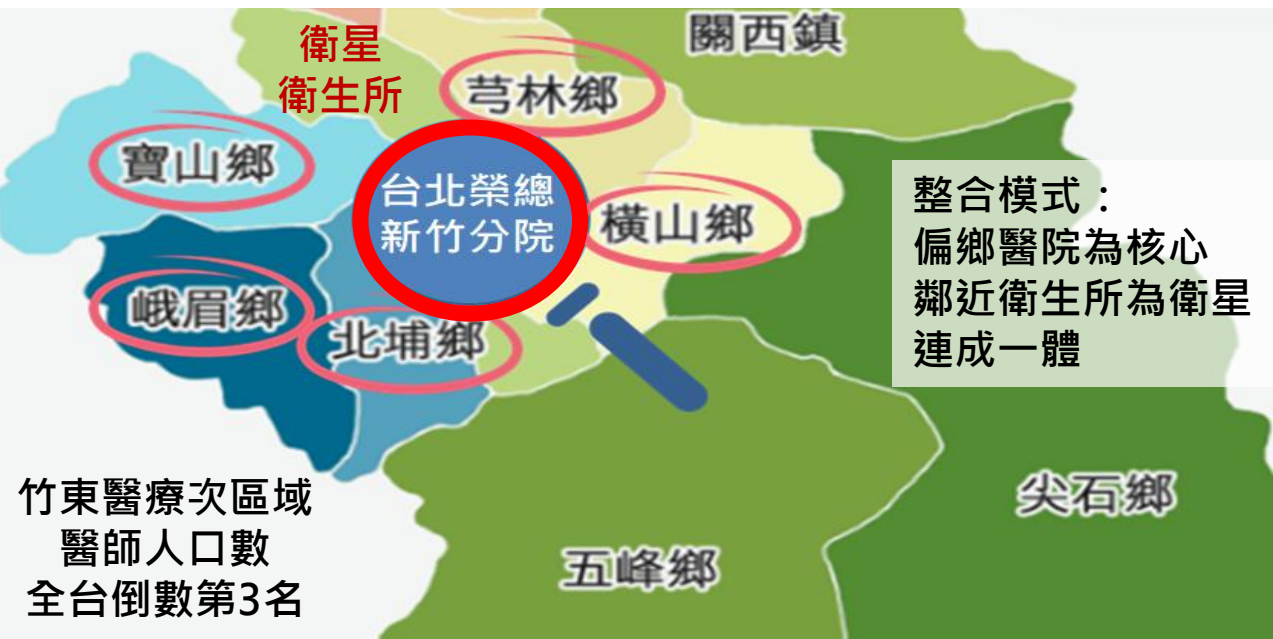 關西鎮
衛星
衛生所
芎林鄉
寶山鄉
台北榮總
新竹分院
橫山鄉
整合模式：
偏鄉醫院為核心
鄰近衛生所為衛星
連成一體
峨眉鄉
北埔鄉
竹東醫療次區域
醫師人口數
全台倒數第3名
尖石鄉
五峰鄉